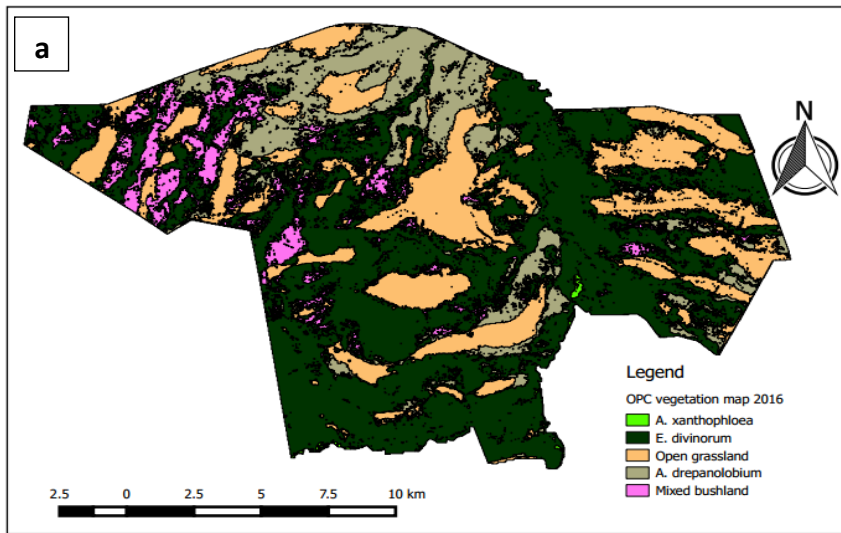 a
N
Legend
OPC vegetation map 2016
A. xanthophloea
E. divinorum
Open grassland
A. drepanolobium
Mixed bushland
2.5 0 2.5 5 7.5 10 km